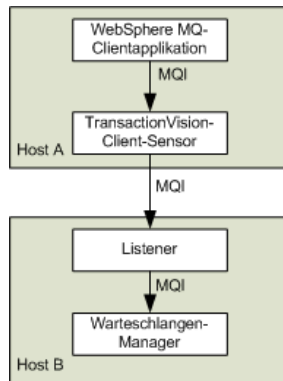 WebSphere MQ-
Clientapplikation
MQI
TransactionVision-
Client-Sensor
Host A
MQI
Listener
MQI
Warteschlangen-
Manager
Host B